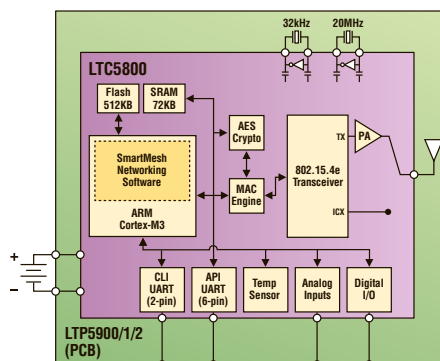 32kHz
20MHz
LTC5800
Flash
512KB
SRAM
72KB
AES
Crypto
TX
PA
SmartMesh
Networking
Software
802.15.4e
Transceiver
MAC
Engine
ARM
Cortex-M3
ICX
+
–
CLI
UART
(2-pin)
API
UART
(6-pin)
Temp
Sensor
Analog
Inputs
Digital
I/O
LTP5900/1/2
(PCB)